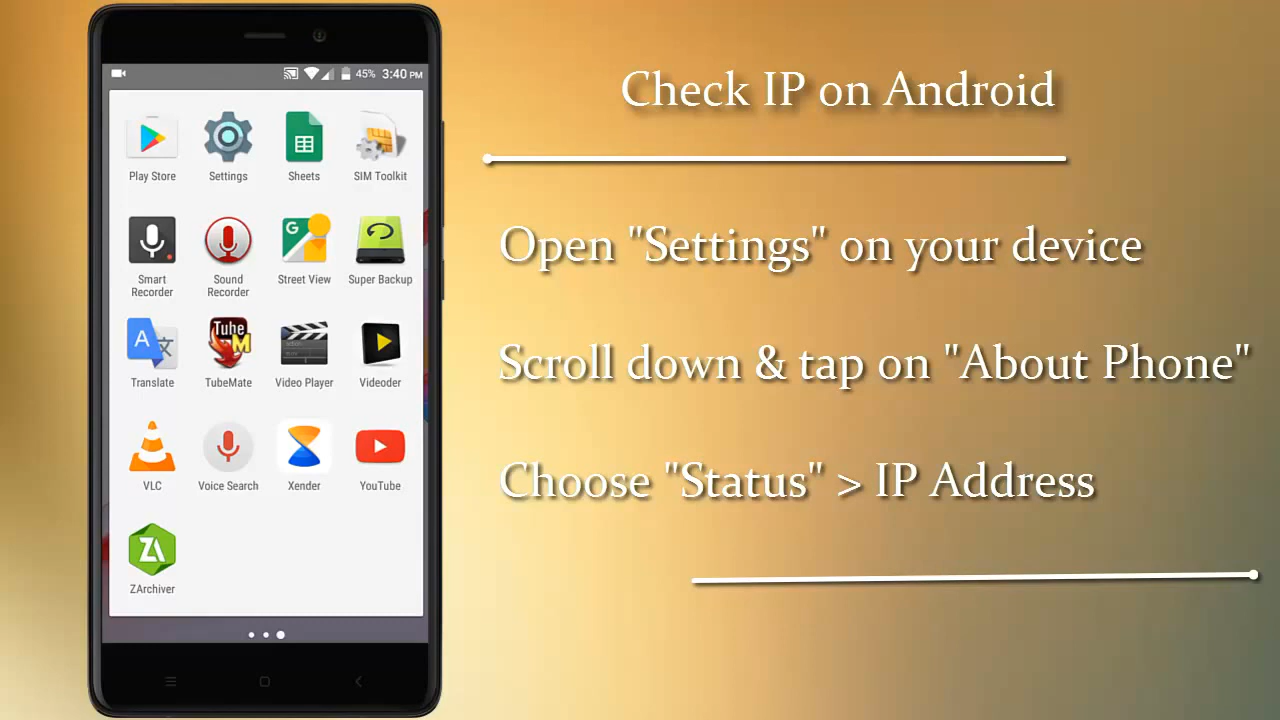 45% 3:40 PM
Check IP on Android
Play Store Settings Sheets SIM Toolkit
Open "Settings" on your device
G
Smart Recorder Sound Recorder Street View Super Backup
Tube M
A
Scroll down & tap on "About Phone"
Translate TubeMate Video Player Videoder
Choose "Status" > IP Address
VLC Voice Search Xender YouTube
ZA
ZArchiver